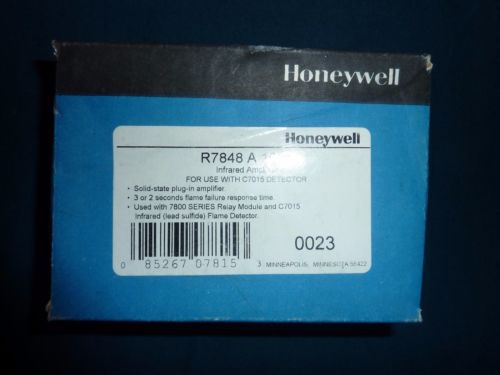 Honeywell
Honeywell
R7848 A
Infrared
FOR USE WITH C7015 DETECTOR
• Solid-state plug-in amplifier.
• 3 or 2 seconds flame failure response time.
• Used with 7800 SERIES Relay Module and C7015
Infrared (lead sulfide) Flame Detector.
0023
0 85267 07815 3
MINNEAPOLIS, MINNESOTA 55422